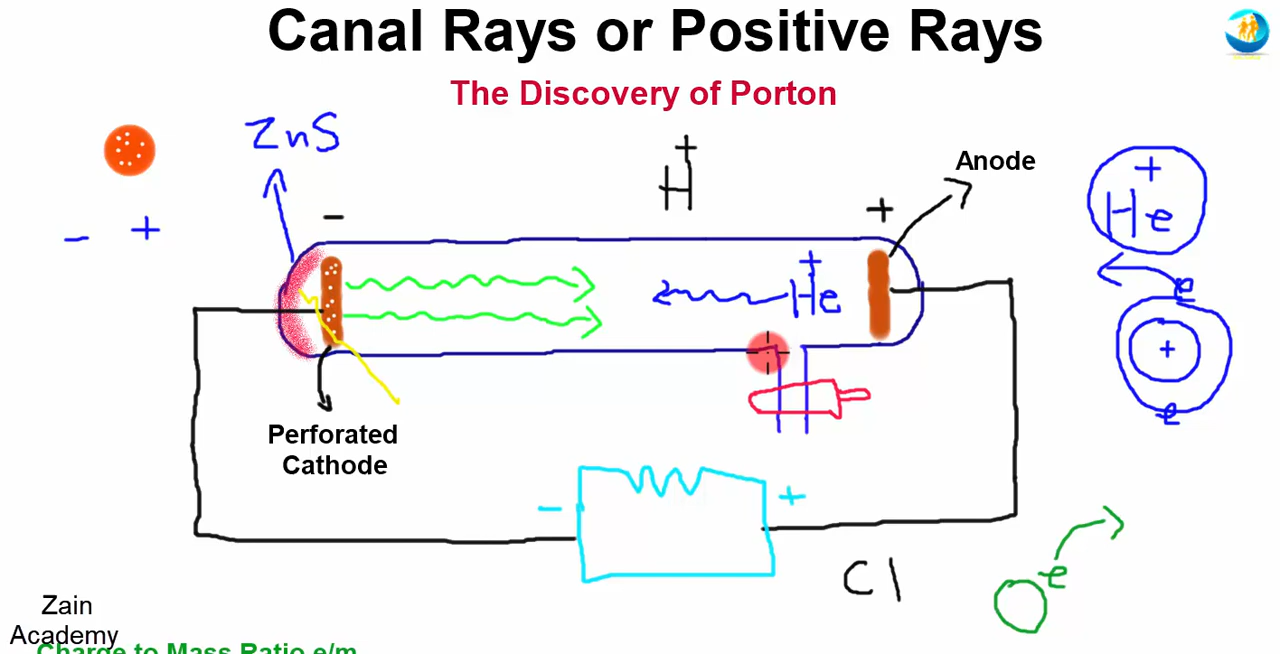 Canal Rays or Positive Rays
The Discovery of Porton
ZnS
H+
Anode
- +
-
+
He+
He+
e
+
e
Perforated
Cathode
-
+
Cl
e
Zain
Academy
Charge to Mass Ratio e/m